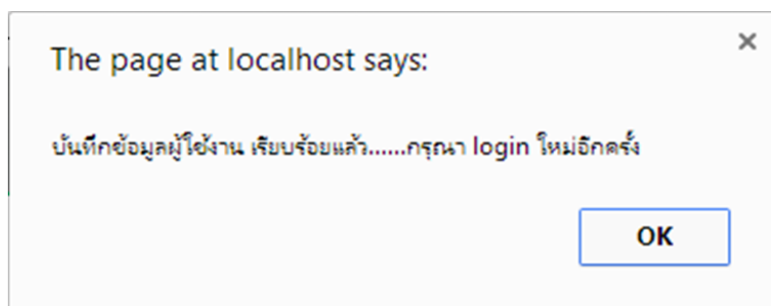 The page at localhost says:
บันทึกข้อมูลผู้ใช้งาน เรียบร้อยแล้ว......กรุณา login ใหม่อีกครั้ง
OK